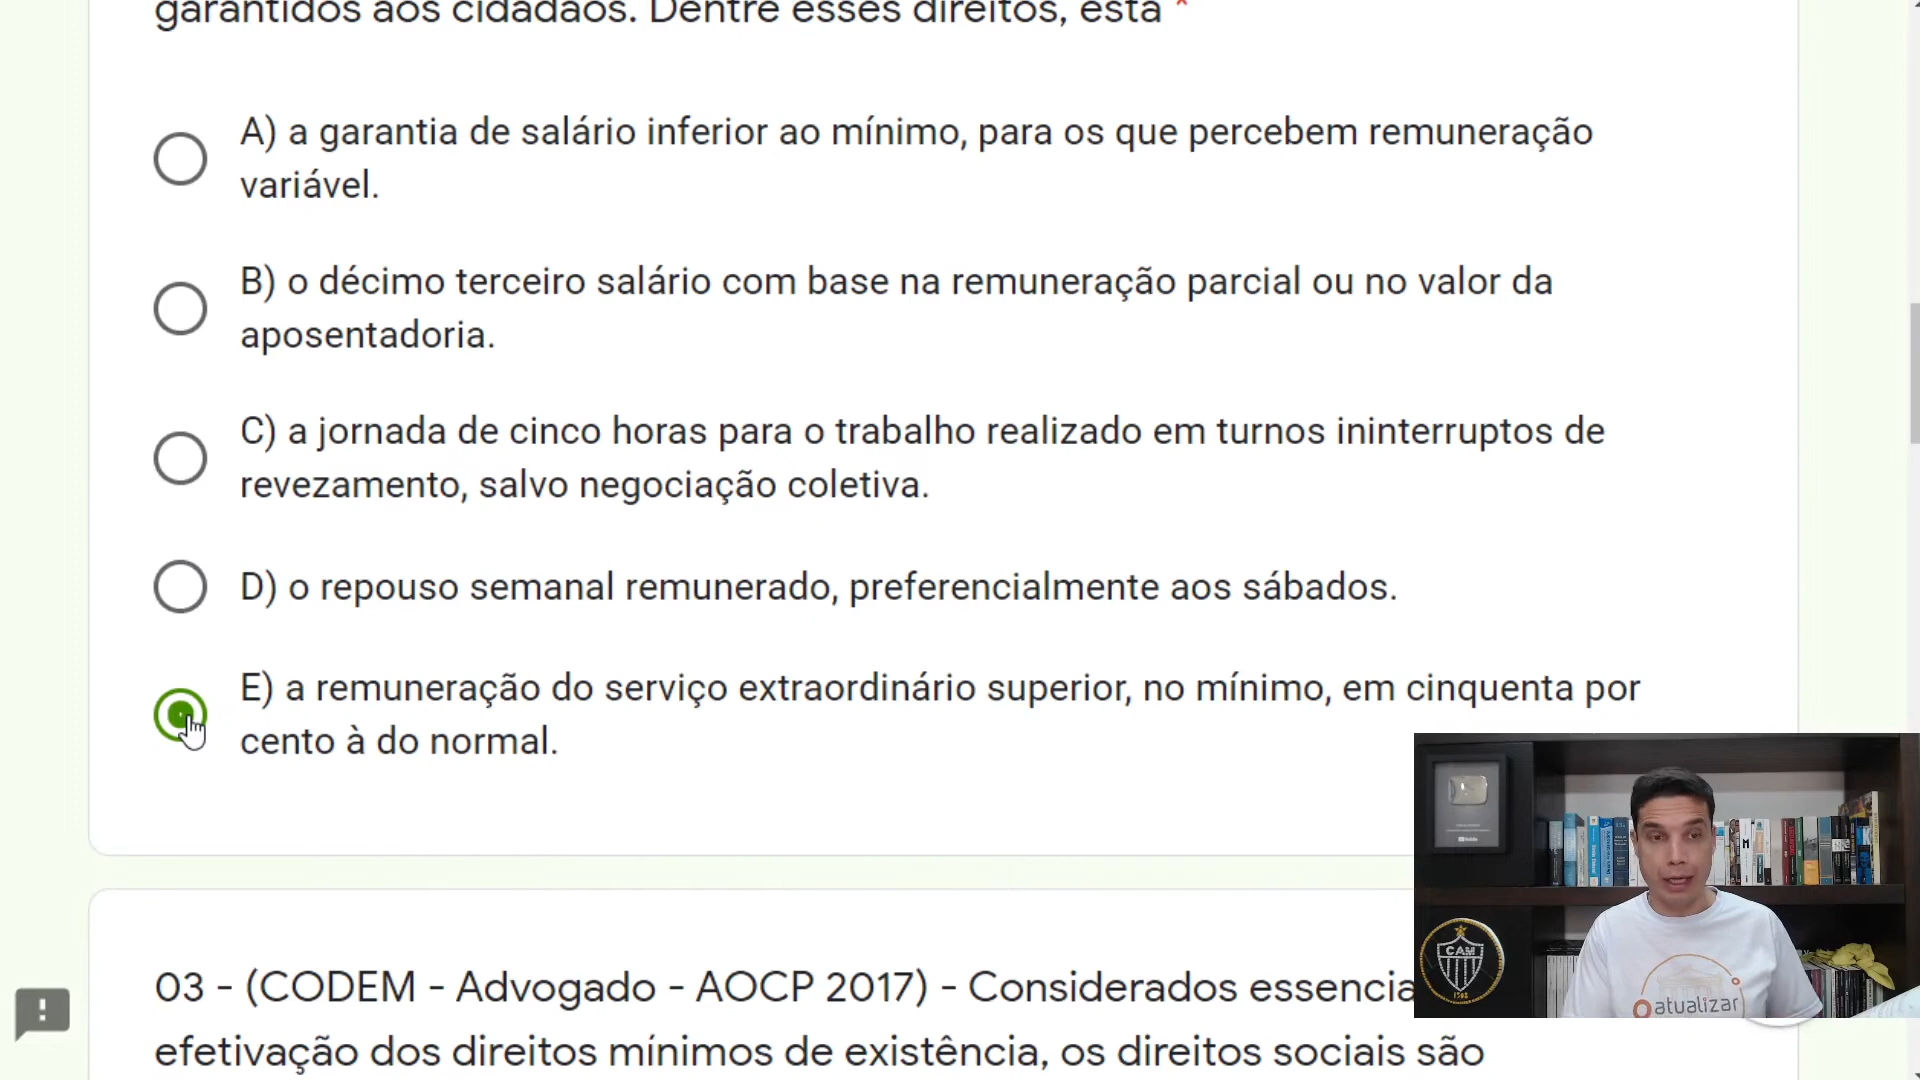 garantidos aos cidadãos. Dentre esses direitos, está *
A) a garantia de salário inferior ao mínimo, para os que percebem remuneração
variável.
B) o décimo terceiro salário com base na remuneração parcial ou no valor da
aposentadoria.
C) a jornada de cinco horas para o trabalho realizado em turnos ininterruptos de
revezamento, salvo negociação coletiva.
D) o repouso semanal remunerado, preferencialmente aos sábados.
E) a remuneração do serviço extraordinário superior, no mínimo, em cinquenta por
cento à do normal.
03 - (CODEM - Advogado - AOCP 2017) - Considerados essencia
efetivação dos direitos mínimos de existência, os direitos sociais são
CAM
atualizar